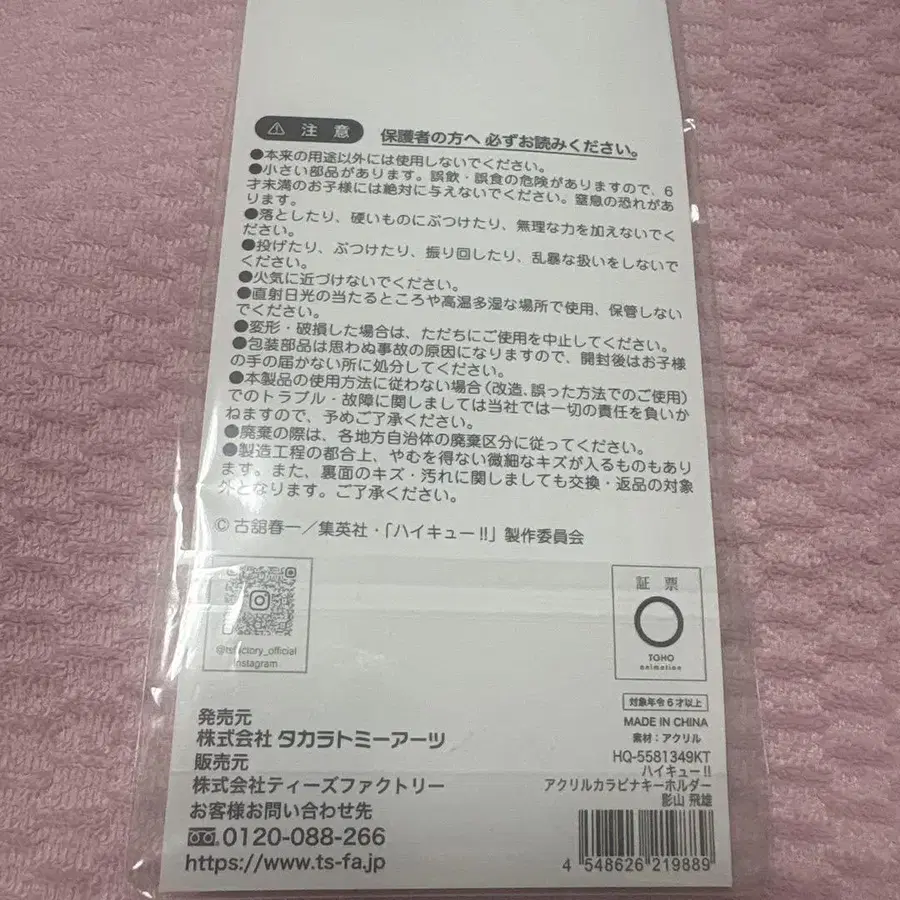 ⚠ 注意 保護者の方へ 必ずお読みください。
●本来の用途以外には使用しないでください。
●小さい部品があります。誤飲・誤食の危険がありますので、6
才未満のお子様には絶対に与えないでください。窒息の恐れがあ
ります。
●落としたり、硬いものにぶつけたり、無理な力を加えないでく
ださい。
●投げたり、ぶつけたり、振り回したり、乱暴な扱いをしないで
ください。
●火気に近づけないでください。
●直射日光の当たるところや高温多湿な場所で使用、保管しない
でください。
●変形・破損した場合は、ただちにご使用を中止してください。
●包装部品は思わぬ事故の原因になりますので、開封後はお子様
の手の届かない所に処分してください。
●本製品の使用方法に従わない場合(改造、誤った方法でのご使用)
でのトラブル・故障に関しましては当社では一切の責任を負いか
ねますので、予めご了承ください。
●廃棄の際は、各地方自治体の廃棄区分に従ってください。
●製造工程の都合上、やむを得ない微細なキズが入るものもあり
ます。また、裏面のキズ・汚れに関しましても交換・返品の対象
外となります。ご了承ください。
© 古舘春一/集英社・「ハイキュー!!」製作委員会
@tsfactory_official
Instagram
証票
TOHO
animation
発売元
株式会社 タカラトミーアーツ
販売元
株式会社ティーズファクトリー
お客様お問い合わせ先
0120-088-266
https://www.ts-fa.jp
対象年令6才以上
MADE IN CHINA
素材:アクリル
HQ-5581349KT
ハイキュー!!
アクリルカラビナキーホルダー
影山 飛雄
4 548626 219889